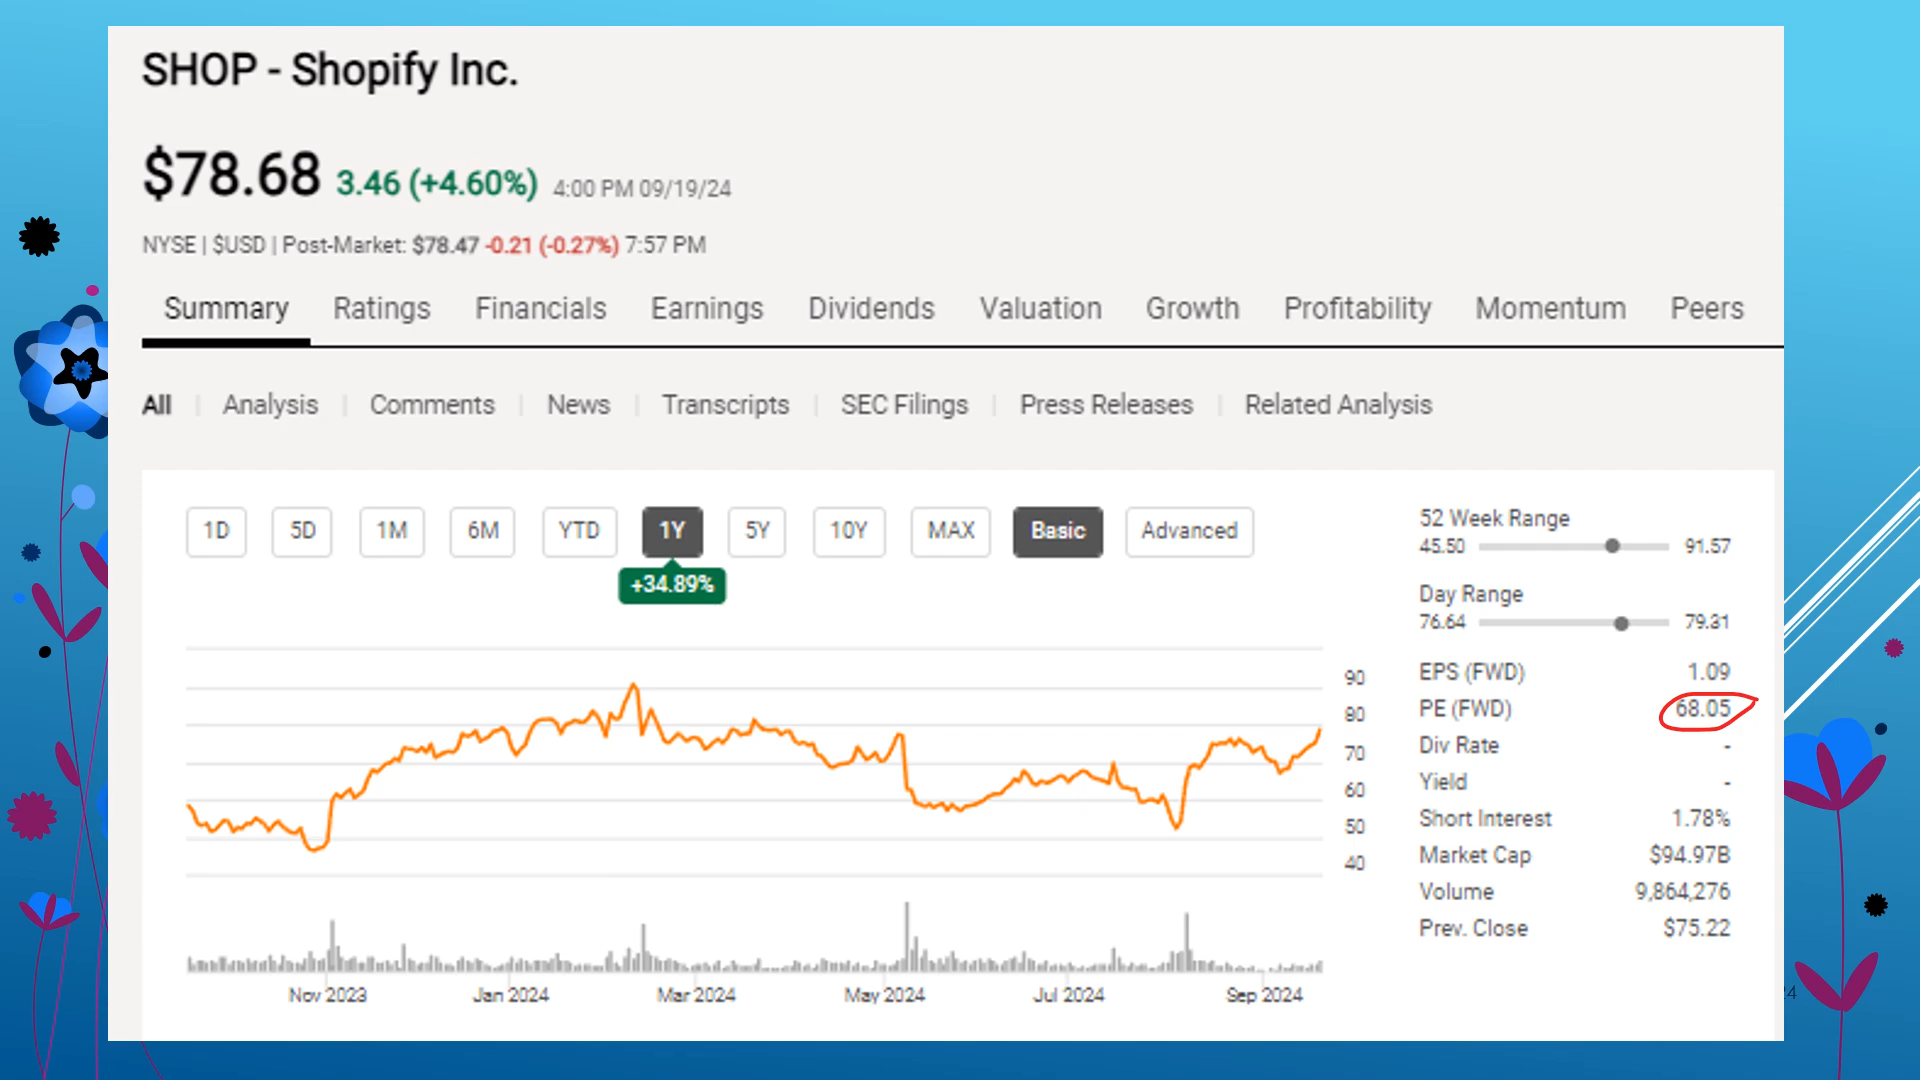 SHOP - Shopify Inc.
$78.68 3.46 (+4.60%) 4:00 PM 09/19/24
NYSE | $USD | Post-Market: $78.47 -0.21 (-0.27%) 7:57 PM
Summary Ratings Financials Earnings Dividends Valuation Growth Profitability Momentum Peers
All | Analysis | Comments | News | Transcripts | SEC Filings | Press Releases | Related Analysis
1D 5D 1M 6M YTD 1Y 5Y 10Y MAX Basic Advanced
+34.89%
52 Week Range
45.50 91.57
Day Range
76.64 79.31
EPS (FWD) 1.09
PE (FWD) 68.05
Div Rate -
Yield -
Short Interest 1.78%
Market Cap $94.97B
Volume 9,864,276
Prev. Close $75.22
90
80
70
60
50
40
Nov 2023 Jan 2024 Mar 2024 May 2024 Jul 2024 Sep 2024